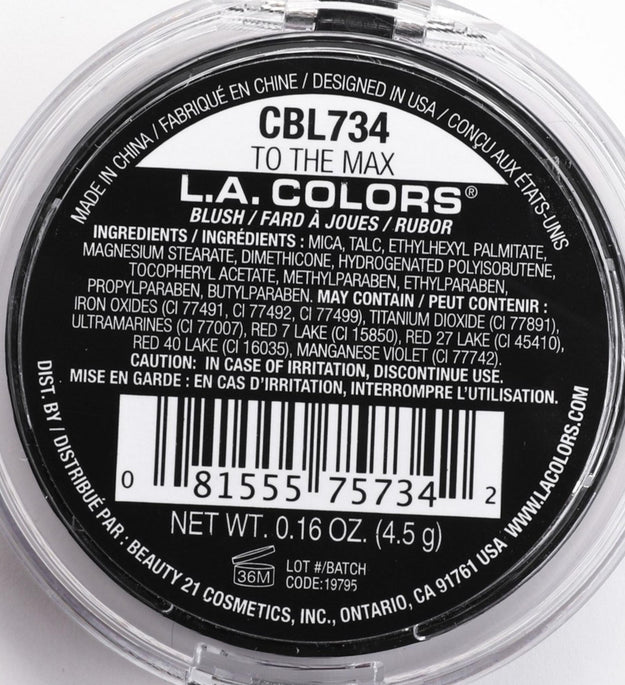 MADE IN CHINA / FABRIQUÉ EN CHINE / DESIGNED IN USA / CONÇU AUX ÉTATS-UNIS
CBL734
TO THE MAX
L.A. COLORS®
BLUSH / FARD À JOUES / RUBOR
INGREDIENTS / INGRÉDIENTS : MICA, TALC, ETHYLHEXYL PALMITATE,
MAGNESIUM STEARATE, DIMETHICONE, HYDROGENATED POLYISOBUTENE,
TOCOPHERYL ACETATE, METHYLPARABEN, ETHYLPARABEN,
PROPYLPARABEN, BUTYLPARABEN. MAY CONTAIN / PEUT CONTENIR :
IRON OXIDES (CI 77491, CI 77492, CI 77499), TITANIUM DIOXIDE (CI 77891),
ULTRAMARINES (CI 77007), RED 7 LAKE (CI 15850), RED 27 LAKE (CI 45410),
RED 40 LAKE (CI 16035), MANGANESE VIOLET (CI 77742).
CAUTION: IN CASE OF IRRITATION, DISCONTINUE USE.
MISE EN GARDE : EN CAS D'IRRITATION, INTERROMPRE L'UTILISATION.
0 81555 75734 2
NET WT. 0.16 OZ. (4.5 g)
36M
LOT #/BATCH
CODE:19795
DIST. BY / DISTRIBUÉ PAR : BEAUTY 21 COSMETICS, INC., ONTARIO, CA 91761 USA WWW.LACOLORS.COM